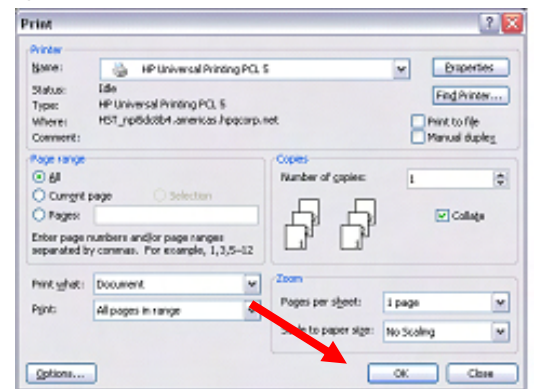 Print
Printer
Name: HP Universal Printing PCL 5
Properties
Status: Idle
Find Printer...
Type: HP Universal Printing PCL 5
Where: americas.hpqcorp.net
Print to file
Comment:
Manual duplex
Page range
All
Current page Selection
Pages:
Enter page numbers and/or page ranges
separated by commas. For example, 1,3,5–12
Copies
Number of copies: 1
Collate
Print what: Document
Print: All pages in range
Zoom
Pages per sheet: 1 page
Scale to paper size: No Scaling
Options...
OK Close